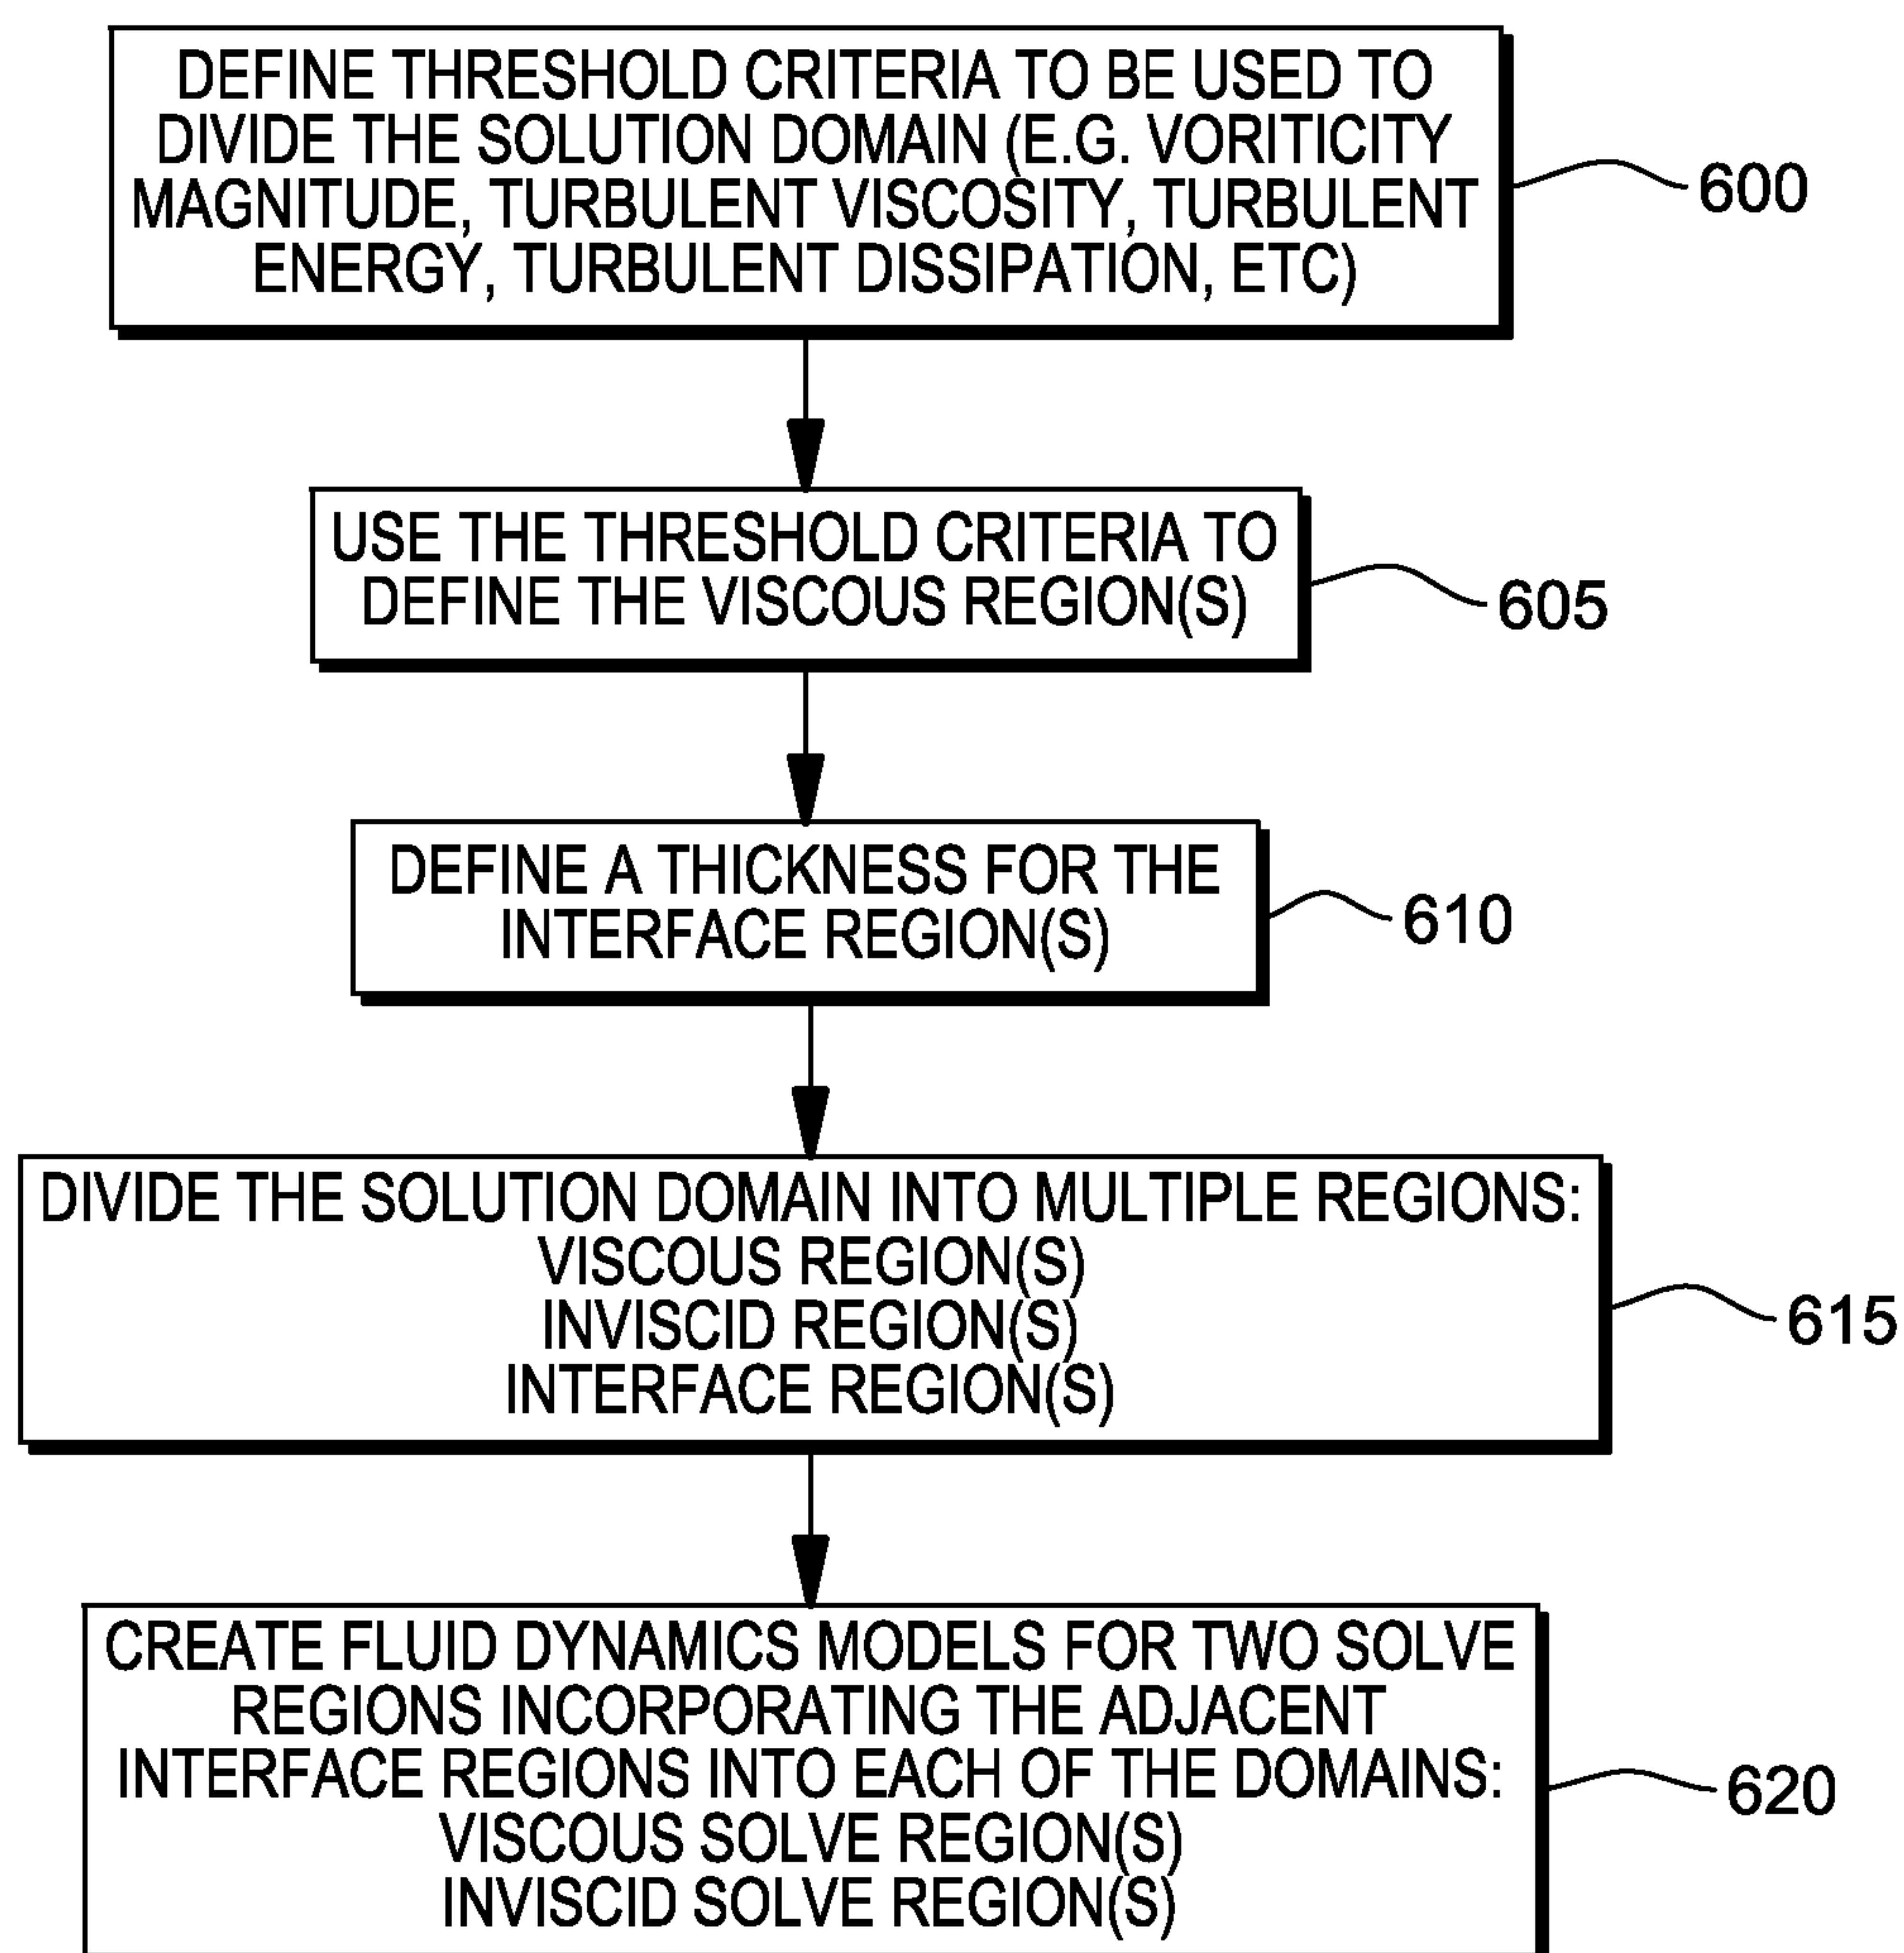 DEFINE THRESHOLD CRITERIA TO BE USED TO
DIVIDE THE SOLUTION DOMAIN (E.G. VORITICITY
MAGNITUDE, TURBULENT VISCOSITY, TURBULENT
ENERGY, TURBULENT DISSIPATION, ETC)
600
USE THE THRESHOLD CRITERIA TO
DEFINE THE VISCOUS REGION(S)
605
DEFINE A THICKNESS FOR THE
INTERFACE REGION(S)
610
DIVIDE THE SOLUTION DOMAIN INTO MULTIPLE REGIONS:
VISCOUS REGION(S)
INVISCID REGION(S)
INTERFACE REGION(S)
615
CREATE FLUID DYNAMICS MODELS FOR TWO SOLVE
REGIONS INCORPORATING THE ADJACENT
INTERFACE REGIONS INTO EACH OF THE DOMAINS:
VISCOUS SOLVE REGION(S)
INVISCID SOLVE REGION(S)
620